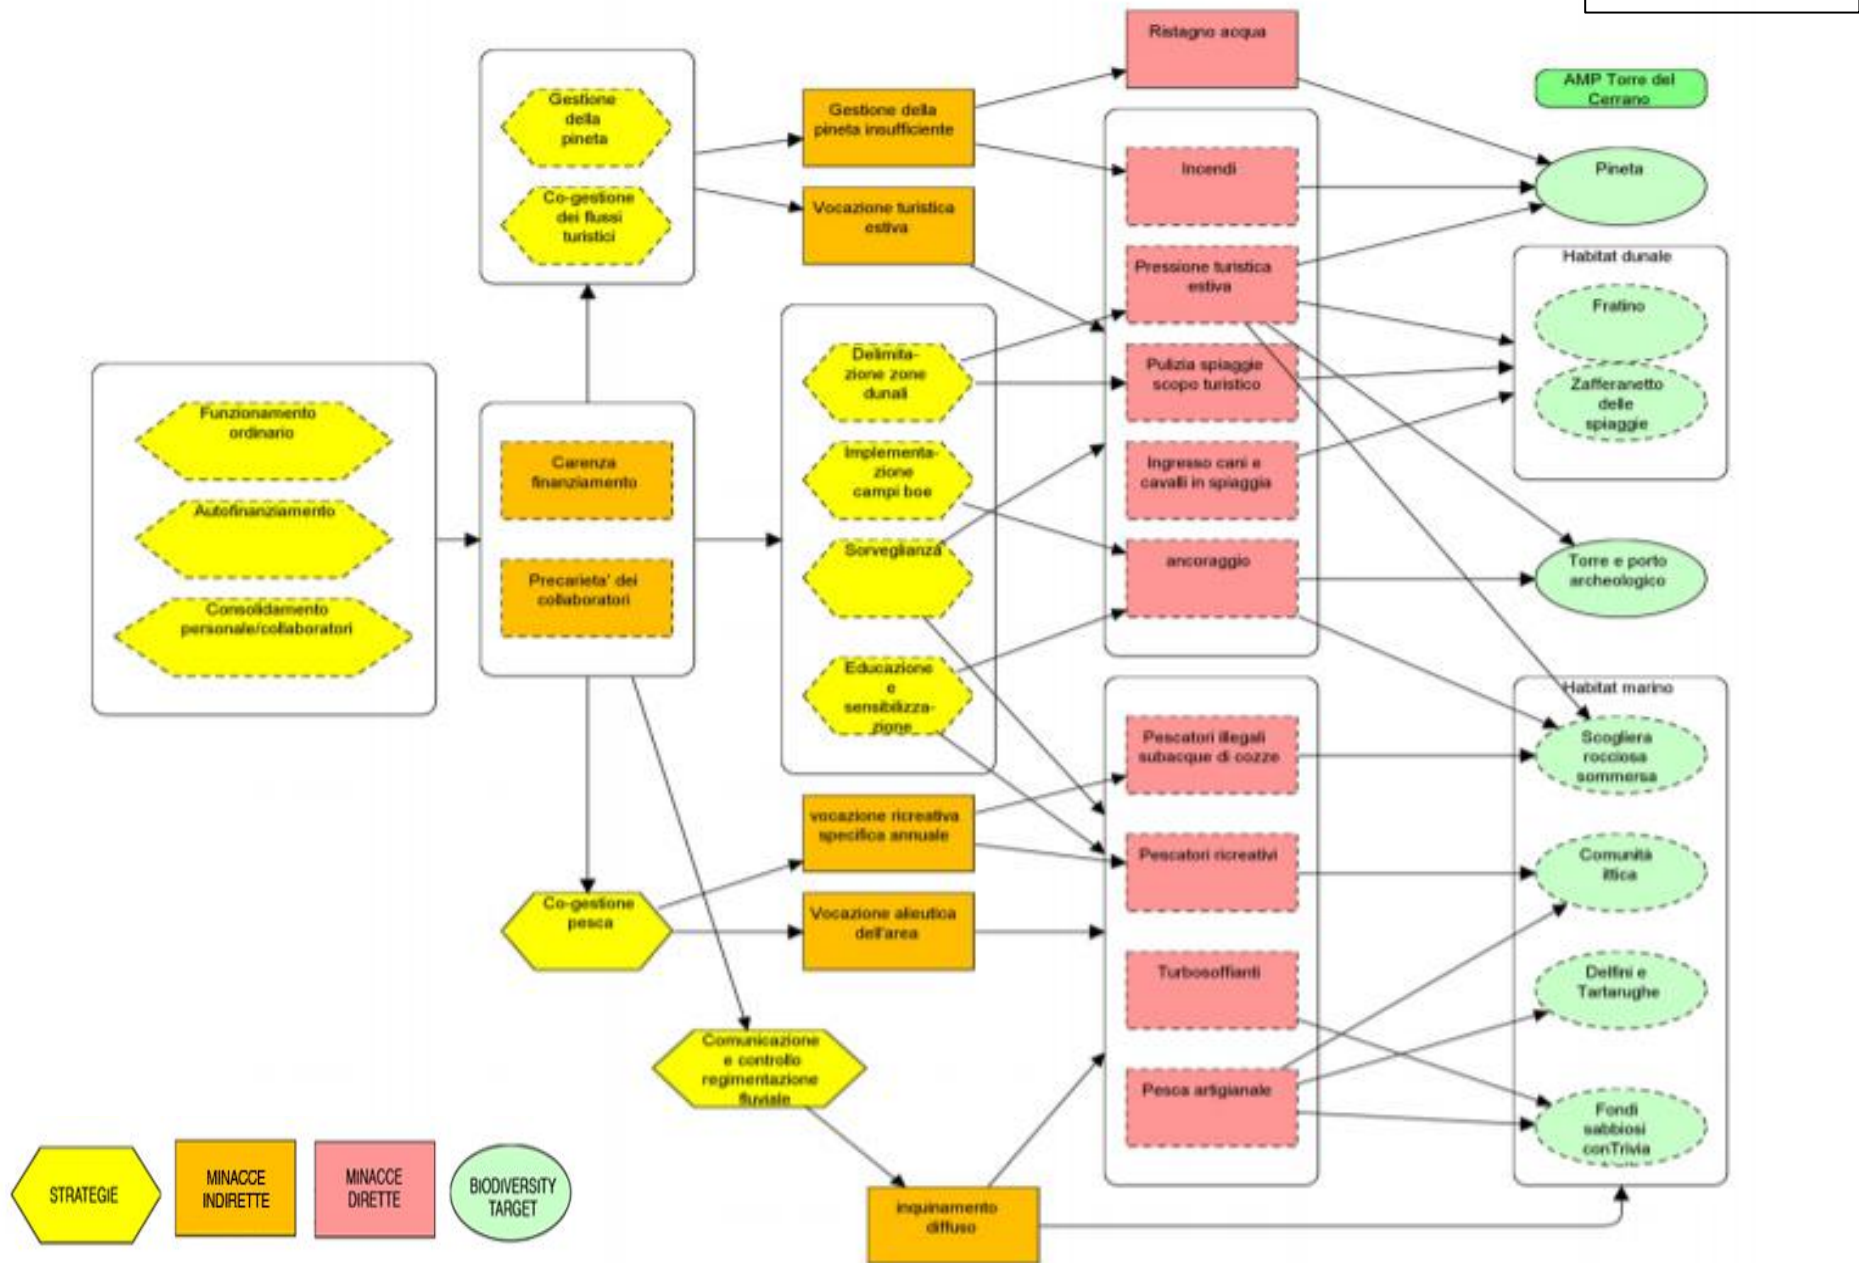 Gestione
della
pineta
Co-gestione
dei flussi
turistici
Funzionamento
ordinario
Autofinanziamento
Consolidamento
personale/collaboratori
Carenza
finanziamento
Precarieta' dei
collaboratori
Co-gestione
pesca
Comunicazione
e controllo
regimentazione
fluviale
Gestione della
pineta insufficiente
Vocazione turistica
estiva
Delimita-
zione zone
dunali
Implementa-
zione
campi boe
Sorveglianza
Educazione
e
sensibilizza-
zione
vocazione ricreativa
specifica annuale
Vocazione alieutica
dell'area
inquinamento
diffuso
Ristagno acqua
Incendi
Pressione turistica
estiva
Pulizia spiaggie
scopo turistico
Ingresso cani e
cavalli in spiaggia
ancoraggio
Pescatori illegali
subacque di cozze
Pescatori ricreativi
Turbosoffianti
Pesca artigianale
AMP Torre del
Cerrano
Pineta
Habitat dunale
Fratino
Zafferanetto
delle
spiaggie
Torre e porto
archeologico
Habitat marino
Scogliera
rocciosa
sommersa
Comunità
ittica
Delfini e
Tartarughe
Fondi
sabbiosi
conTrivia
STRATEGIE
MINACCE
INDIRETTE
MINACCE
DIRETTE
BIODIVERSITY
TARGET